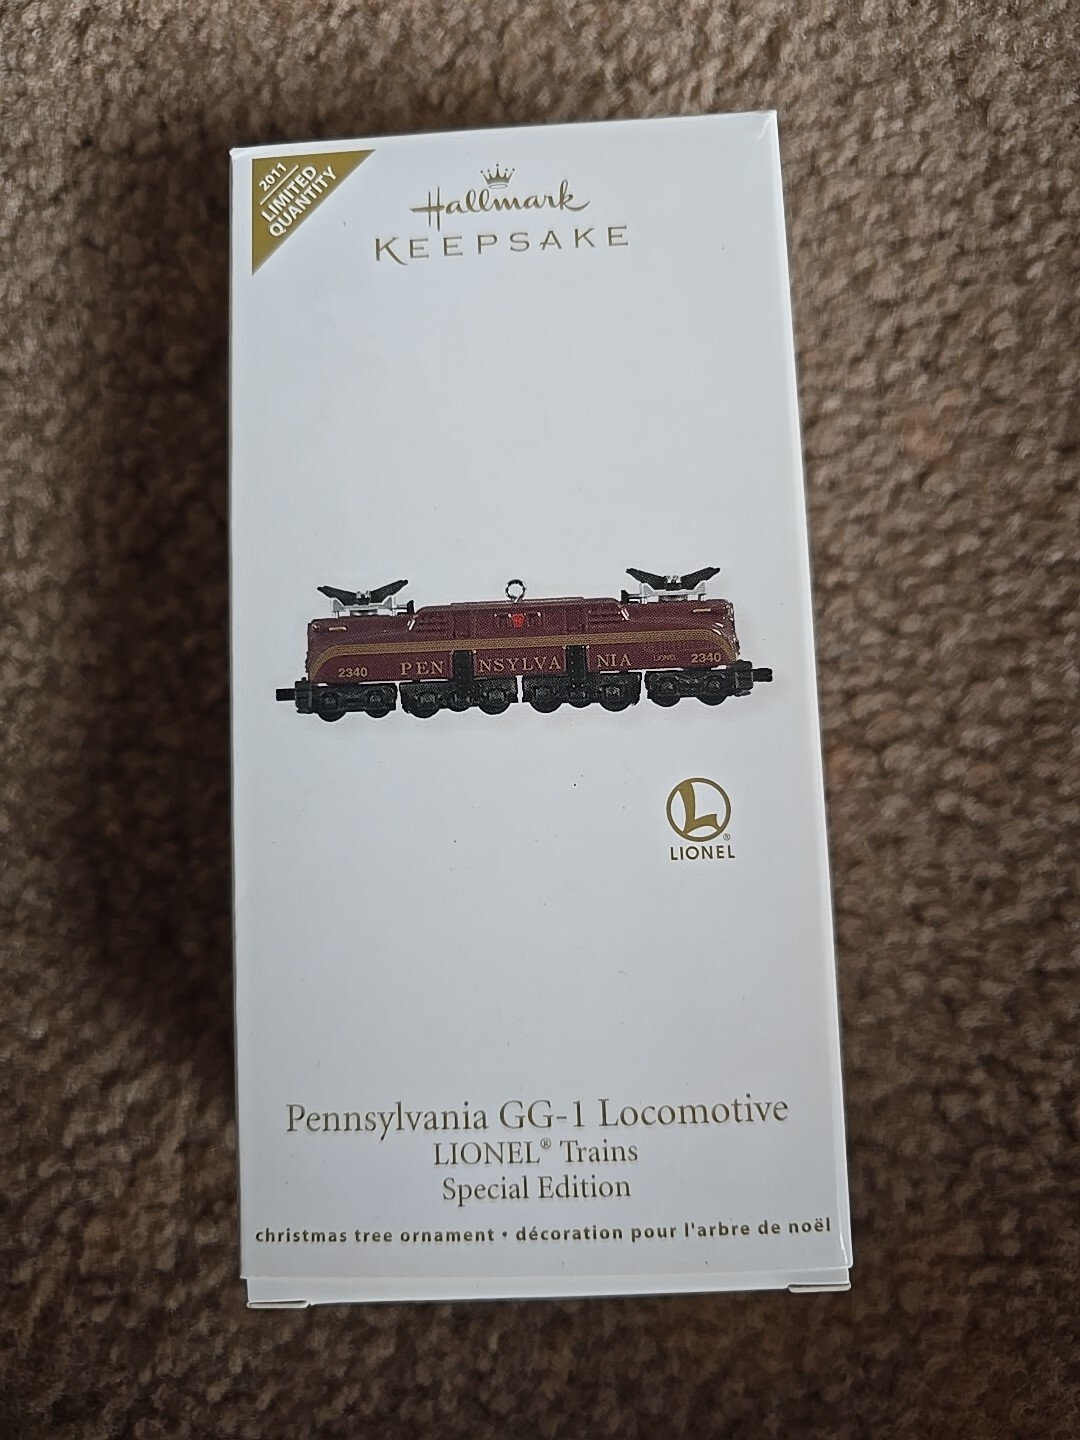 2011
LIMITED
QUANTITY
Hallmark
KEEPSAKE
2340 PENNSYLVANIA LIONEL 2340
L
®
LIONEL
Pennsylvania GG-1 Locomotive
LIONEL® Trains
Special Edition
christmas tree ornament • décoration pour l'arbre de noël